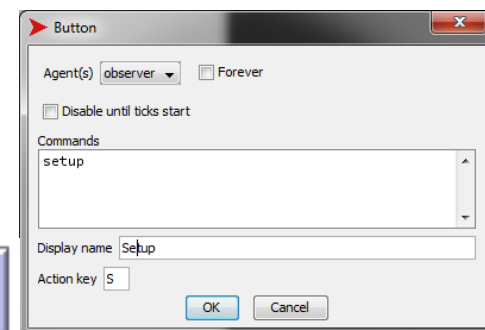 Button
Agent(s) observer Forever
Disable until ticks start
Commands
setup
Display name Setup
Action key S
OK Cancel